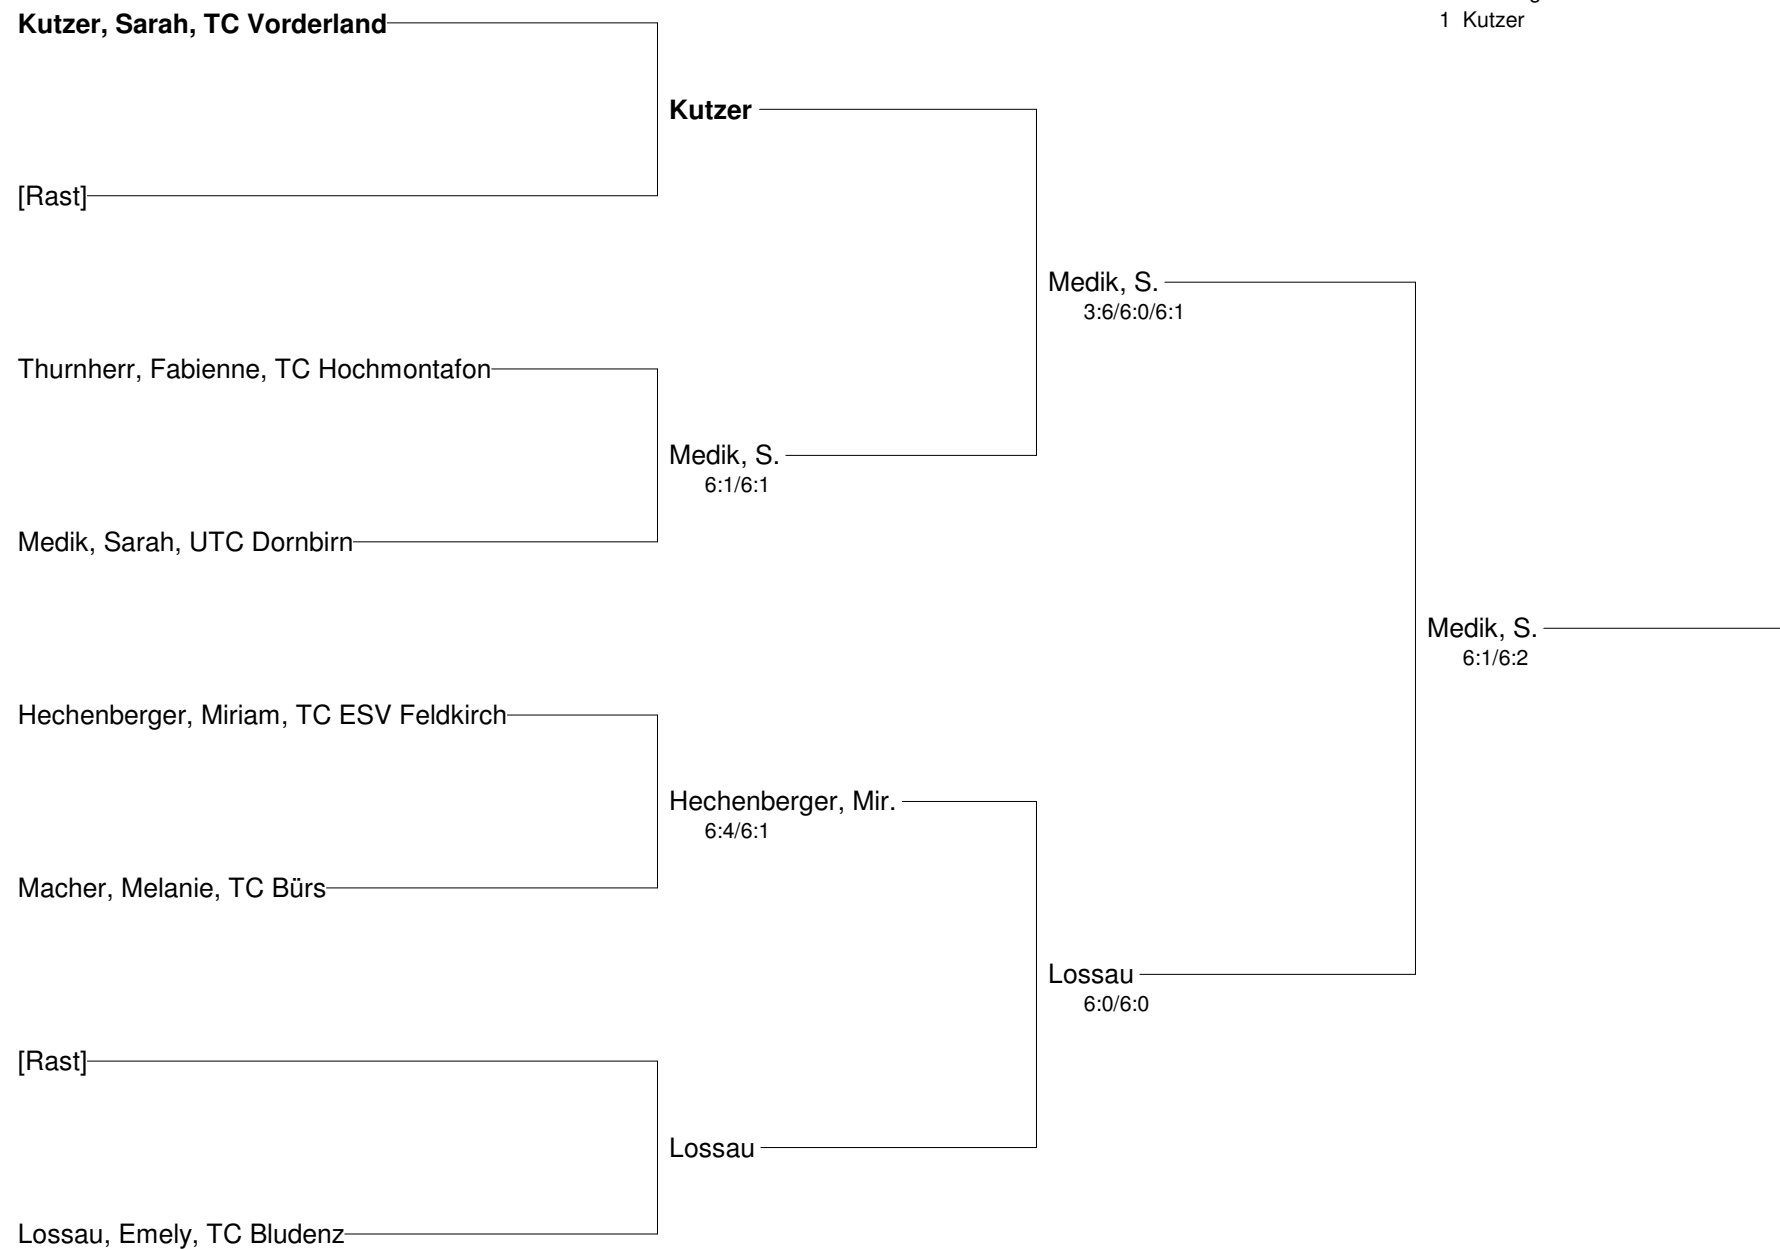 1 Kutzer
Kutzer, Sarah, TC Vorderland
Kutzer
[Rast]
Medik, S.
3:6/6:0/6:1
Thurnherr, Fabienne, TC Hochmontafon
Medik, S.
6:1/6:1
Medik, Sarah, UTC Dornbirn
Medik, S.
6:1/6:2
Hechenberger, Miriam, TC ESV Feldkirch
Hechenberger, Mir.
6:4/6:1
Macher, Melanie, TC Bürs
Lossau
6:0/6:0
[Rast]
Lossau
Lossau, Emely, TC Bludenz